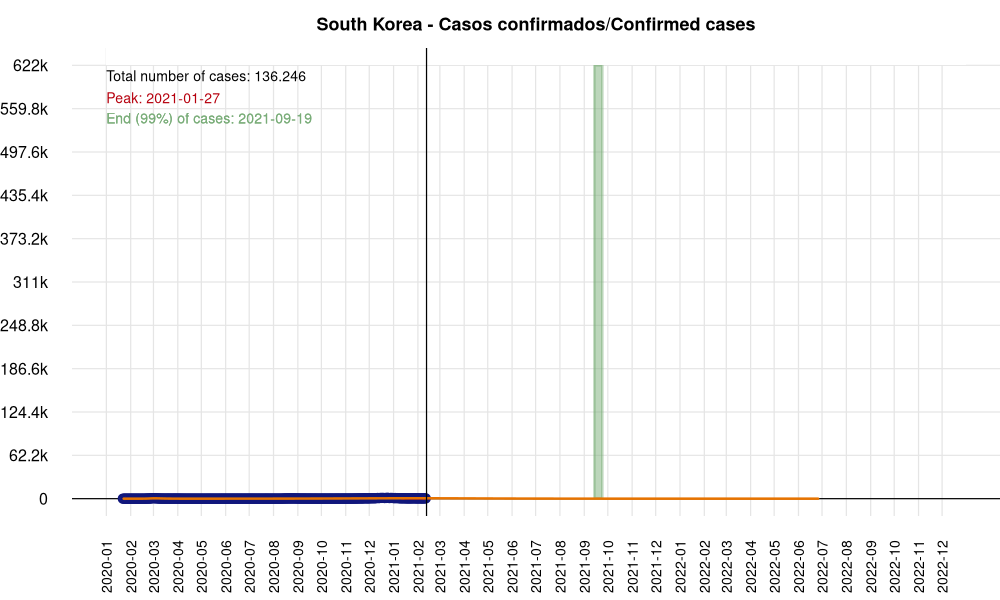 South Korea - Casos confirmados/Confirmed cases
Total number of cases: 136.246
Peak: 2021-01-27
End (99%) of cases: 2021-09-19
622k
559.8k
497.6k
435.4k
373.2k
311k
248.8k
186.6k
124.4k
62.2k
0
2020-01
2020-02
2020-03
2020-04
2020-05
2020-06
2020-07
2020-08
2020-09
2020-10
2020-11
2020-12
2021-01
2021-02
2021-03
2021-04
2021-05
2021-06
2021-07
2021-08
2021-09
2021-10
2021-11
2021-12
2022-01
2022-02
2022-03
2022-04
2022-05
2022-06
2022-07
2022-08
2022-09
2022-10
2022-11
2022-12